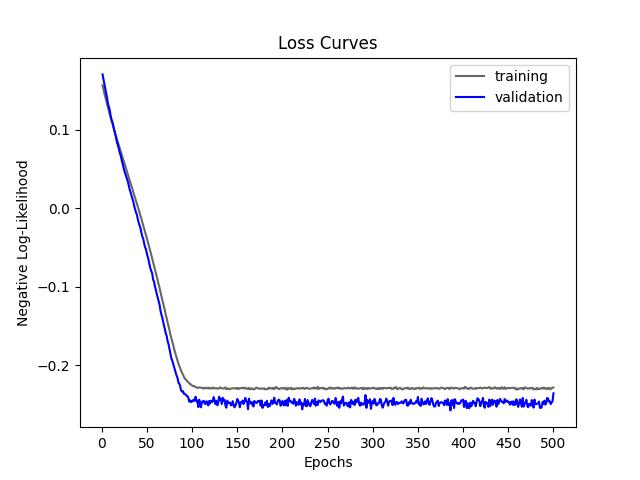 Loss Curves
training
validation
Negative Log-Likelihood
0.1
0.0
−0.1
−0.2
0 50 100 150 200 250 300 350 400 450 500
Epochs